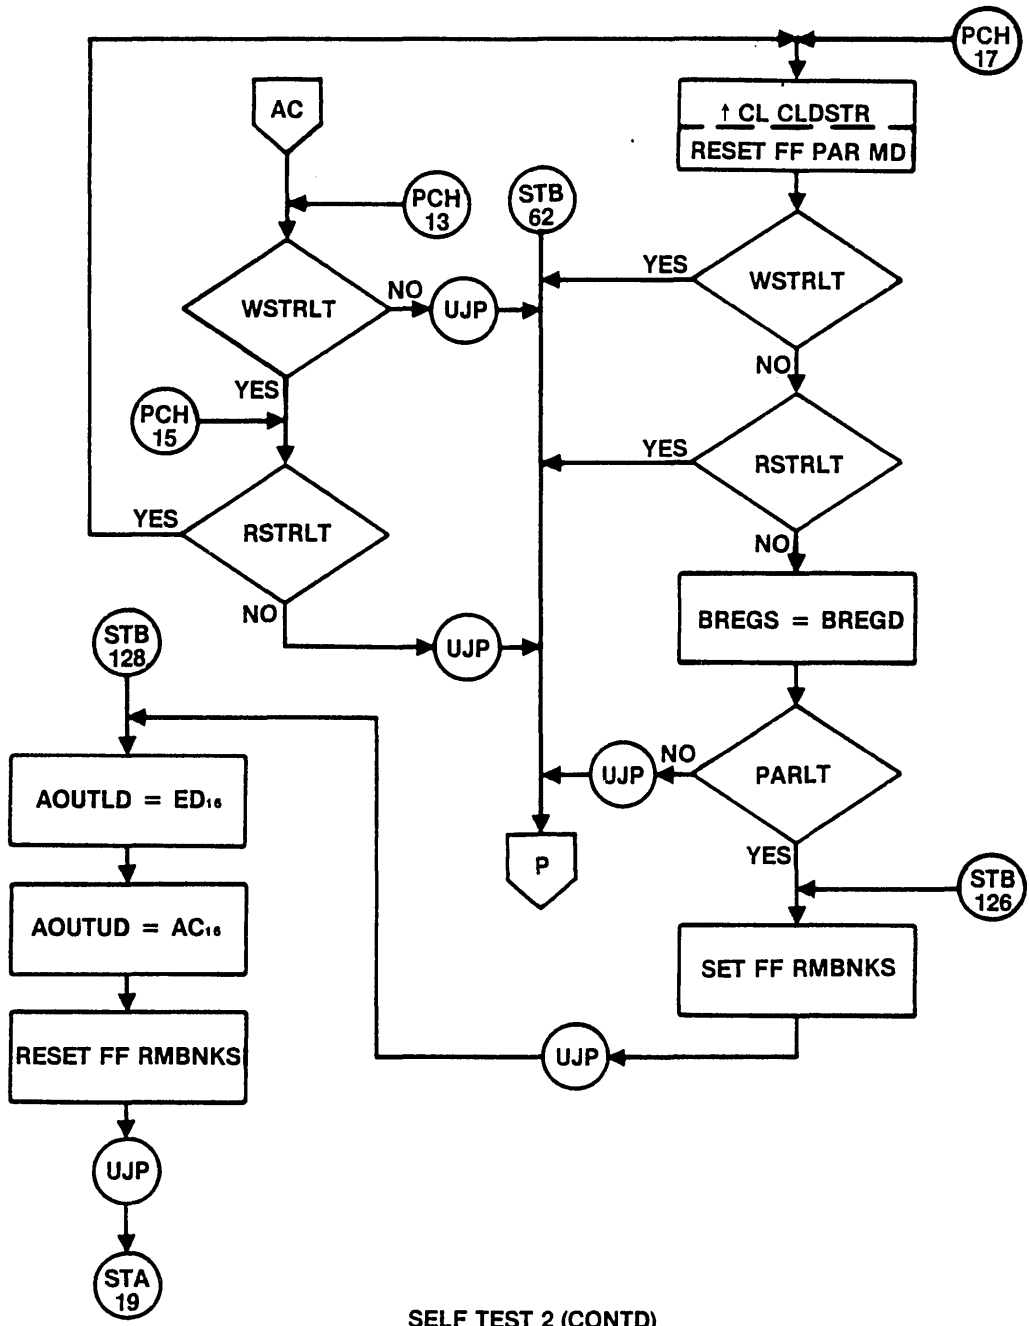 PCH
17
AC
↑ CL CLDSTR
RESET FF PAR MD
PCH
13
STB
62
WSTRLT
NO
UJP
YES
WSTRLT
YES
NO
PCH
15
YES
RSTRLT
YES
RSTRLT
NO
NO
BREGS = BREGD
STB
128
UJP
AOUTLD = ED₁₆
UJP
NO
PARLT
YES
P
STB
126
AOUTUD = AC₁₆
SET FF RMBNKS
RESET FF RMBNKS
UJP
UJP
STA
19
SELF TEST 2 (CONTD)